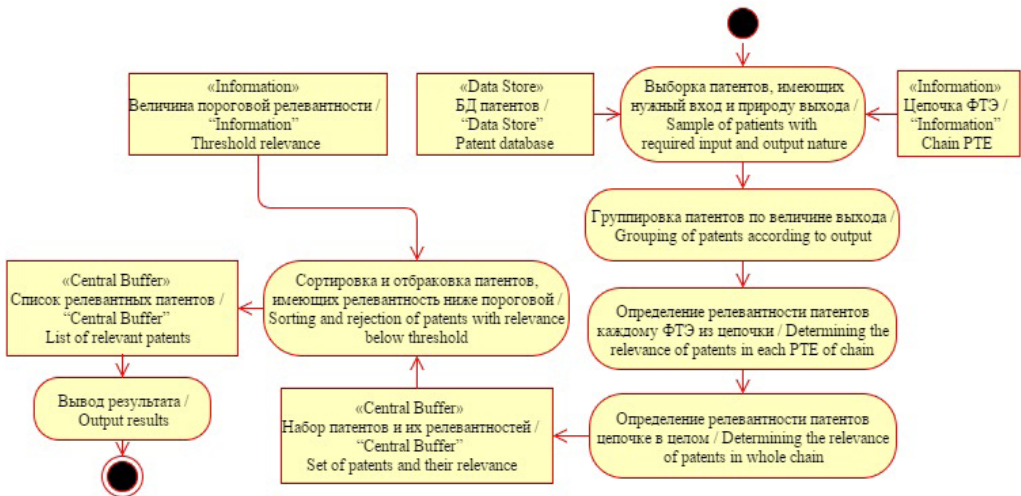 «Information»
Величина пороговой релевантности /
“Information”
Threshold relevance
«Data Store»
БД патентов /
“Data Store”
Patent database
Выборка патентов, имеющих
нужный вход и природу выхода /
Sample of patients with
required input and output nature
«Information»
Цепочка ФТЭ /
“Information”
Chain PTE
Группировка патентов по величине выхода /
Grouping of patents according to output
«Central Buffer»
Список релевантных патентов /
“Central Buffer”
List of relevant patents
Сортировка и отбраковка патентов,
имеющих релевантность ниже пороговой /
Sorting and rejection of patents with relevance
below threshold
Определение релевантности патентов
каждому ФТЭ из цепочки / Determining the
relevance of patents in each PTE of chain
Вывод результата /
Output results
«Central Buffer»
Набор патентов и их релевантностей /
“Central Buffer”
Set of patents and their relevance
Определение релевантности патентов
цепочке в целом / Determining the relevance
of patents in whole chain